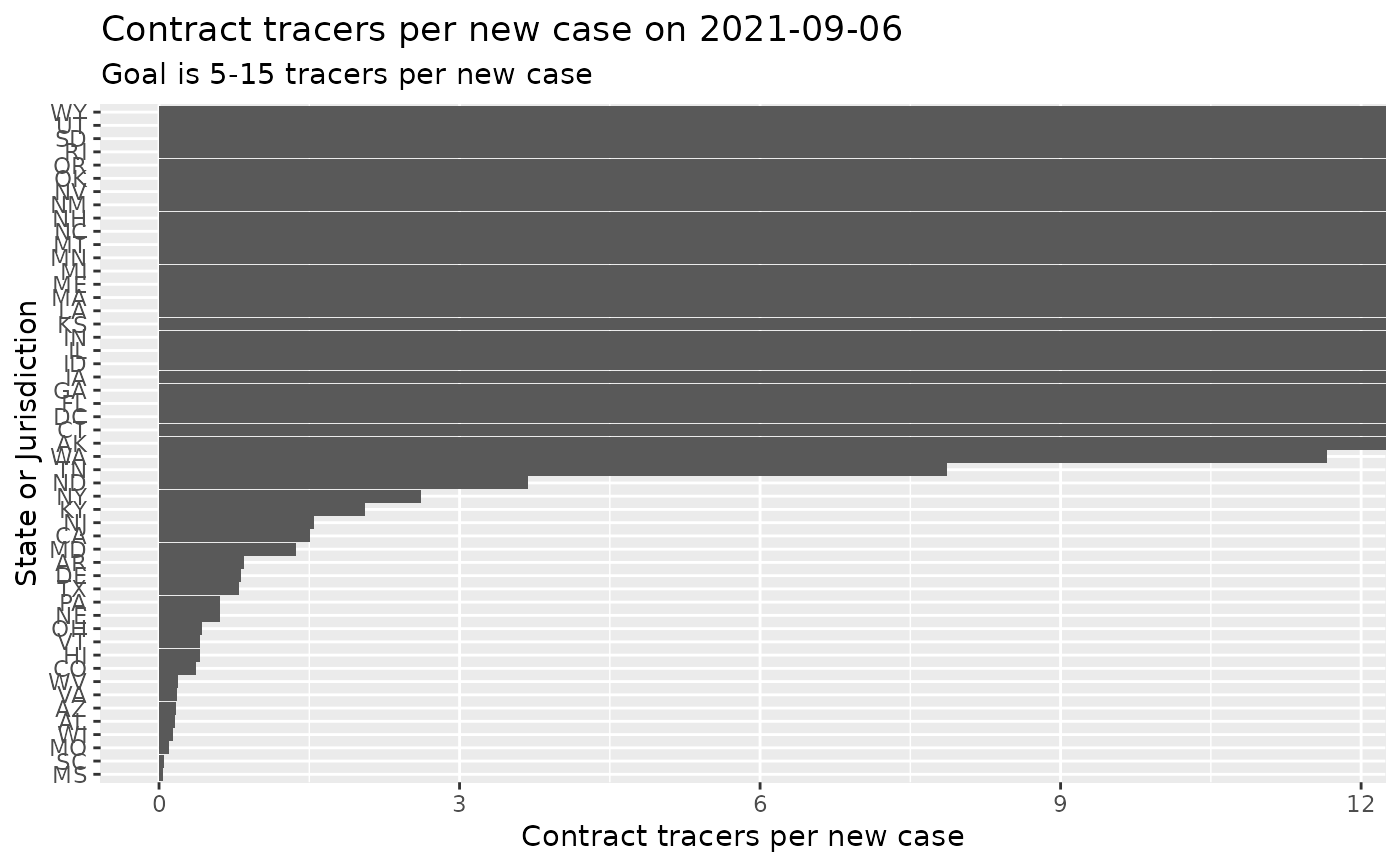 Contract tracers per new case on 2021-09-06
Goal is 5-15 tracers per new case
State or Jurisdiction
WY
UT
SD
RI
OR
OK
NV
NM
NH
NC
MT
MN
MI
ME
MA
LA
KS
IN
IL
ID
IA
GA
FL
DC
CT
AK
WA
TN
ND
NY
KY
NJ
CA
MD
AR
DE
TX
PA
NE
OH
VT
HI
CO
WV
VA
AZ
AL
WI
MO
SC
MS
0 3 6 9 12
Contract tracers per new case